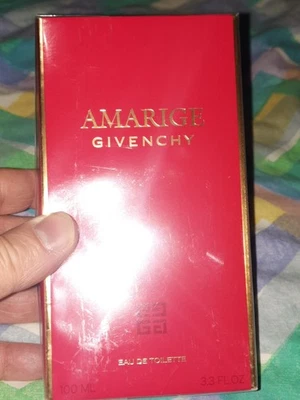 AMARIGE
GIVENCHY
EAU DE TOILETTE
100 ML 3.3 FL.OZ